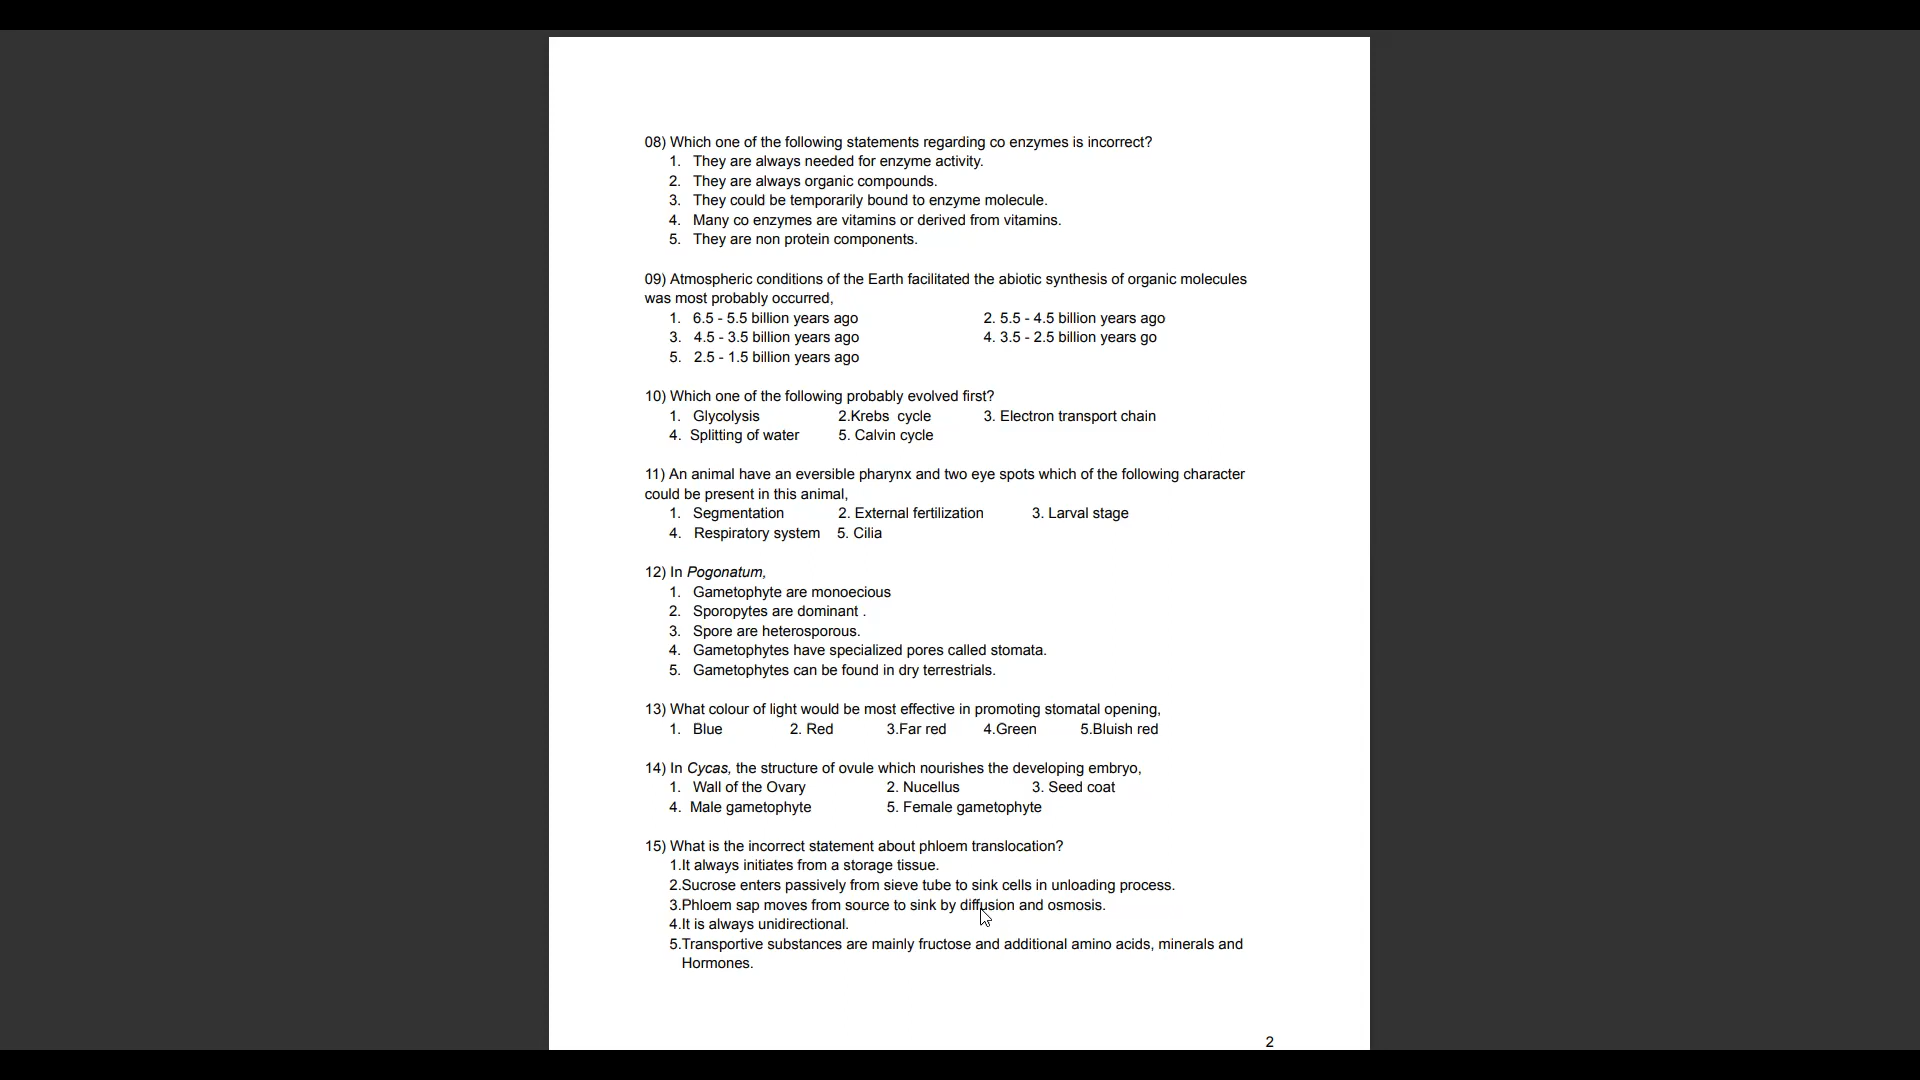 08) Which one of the following statements regarding co enzymes is incorrect?
1. They are always needed for enzyme activity.
2. They are always organic compounds.
3. They could be temporarily bound to enzyme molecule.
4. Many co enzymes are vitamins or derived from vitamins.
5. They are non protein components.
09) Atmospheric conditions of the Earth facilitated the abiotic synthesis of organic molecules
was most probably occurred,
1. 6.5 - 5.5 billion years ago 2. 5.5 - 4.5 billion years ago
3. 4.5 - 3.5 billion years ago 4. 3.5 - 2.5 billion years go
5. 2.5 - 1.5 billion years ago
10) Which one of the following probably evolved first?
1. Glycolysis 2.Krebs cycle 3. Electron transport chain
4. Splitting of water 5. Calvin cycle
11) An animal have an eversible pharynx and two eye spots which of the following character
could be present in this animal,
1. Segmentation 2. External fertilization 3. Larval stage
4. Respiratory system 5. Cilia
12) In Pogonatum,
1. Gametophyte are monoecious
2. Sporopytes are dominant .
3. Spore are heterosporous.
4. Gametophytes have specialized pores called stomata.
5. Gametophytes can be found in dry terrestrials.
13) What colour of light would be most effective in promoting stomatal opening,
1. Blue 2. Red 3.Far red 4.Green 5.Bluish red
14) In Cycas, the structure of ovule which nourishes the developing embryo,
1. Wall of the Ovary 2. Nucellus 3. Seed coat
4. Male gametophyte 5. Female gametophyte
15) What is the incorrect statement about phloem translocation?
1.It always initiates from a storage tissue.
2.Sucrose enters passively from sieve tube to sink cells in unloading process.
3.Phloem sap moves from source to sink by diffusion and osmosis.
4.It is always unidirectional.
5.Transportive substances are mainly fructose and additional amino acids, minerals and
Hormones.
2